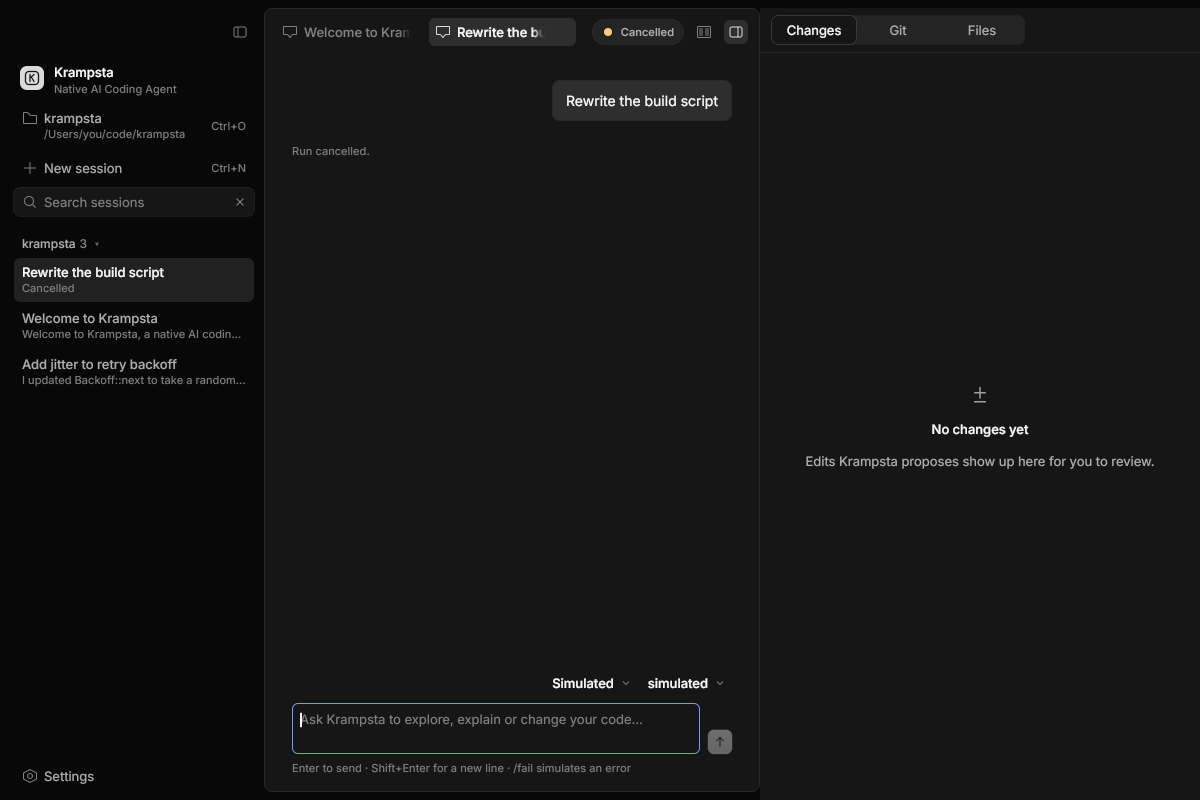 Krampsta
Native AI Coding Agent
krampsta
/Users/you/code/krampsta
Ctrl+O
New session
Ctrl+N
Search sessions
krampsta 3
Rewrite the build script
Cancelled
Welcome to Krampsta
Welcome to Krampsta, a native AI codin...
Add jitter to retry backoff
I updated Backoff::next to take a random...
Settings
Welcome to Kram
Rewrite the bu
Cancelled
Rewrite the build script
Run cancelled.
Simulated
simulated
Ask Krampsta to explore, explain or change your code...
Enter to send · Shift+Enter for a new line · /fail simulates an error
Changes
Git
Files
No changes yet
Edits Krampsta proposes show up here for you to review.